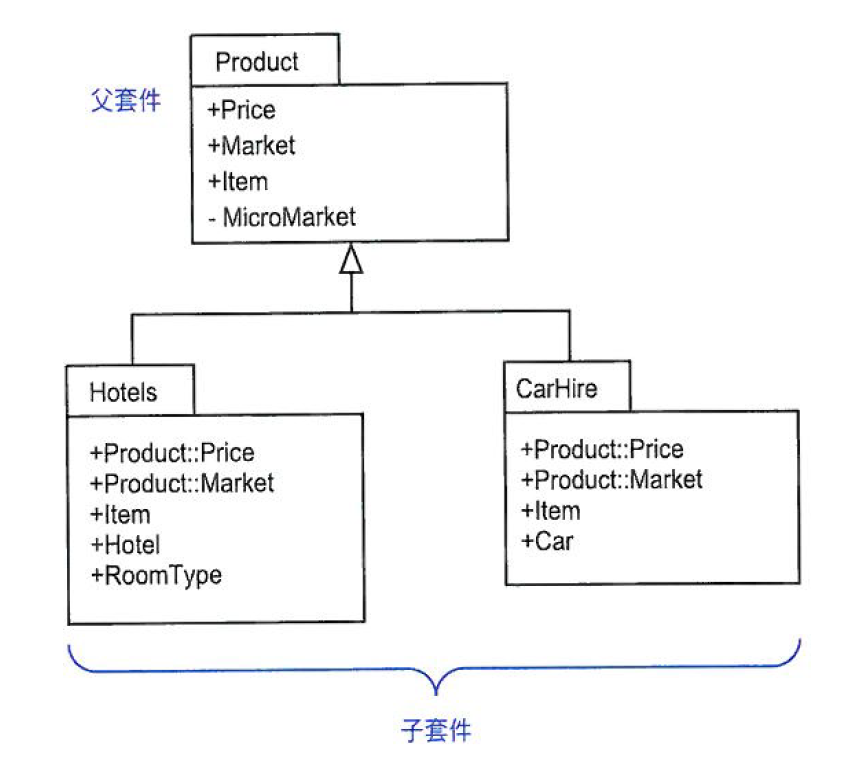 Product
父套件
+Price
+Market
+Item
- MicroMarket
Hotels
+Product::Price
+Product::Market
+Item
+Hotel
+RoomType
CarHire
+Product::Price
+Product::Market
+Item
+Car
子套件